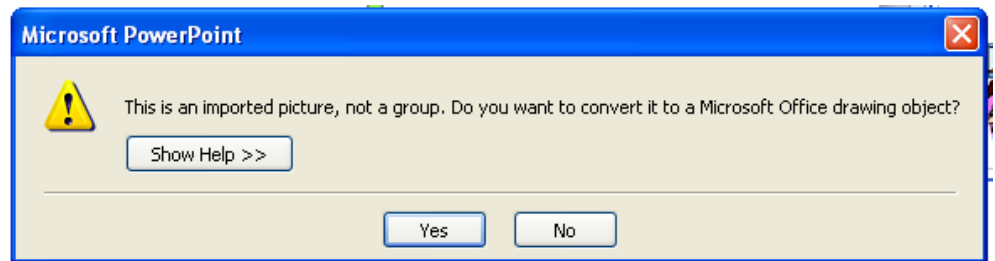 Microsoft PowerPoint
This is an imported picture, not a group. Do you want to convert it to a Microsoft Office drawing object?
Show Help >>
Yes
No